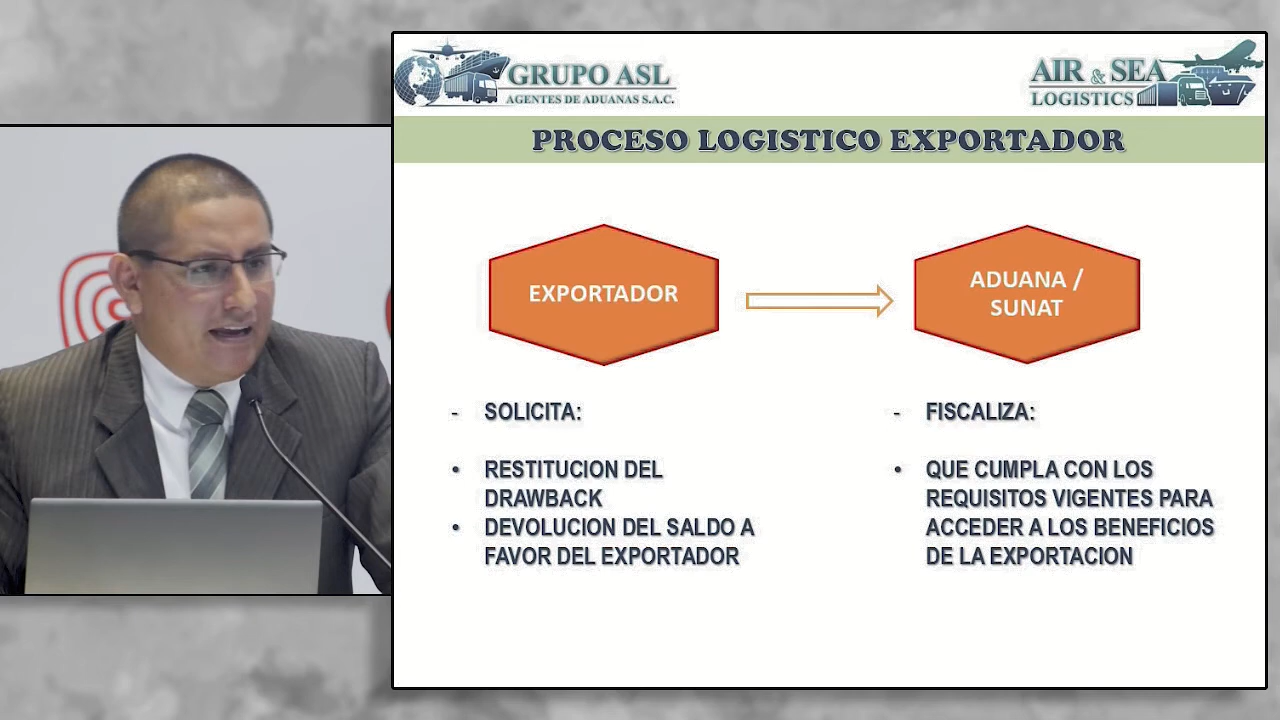 GRUPO ASL
AGENTES DE ADUANAS S.A.C.
AIR & SEA
LOGISTICS
PROCESO LOGISTICO EXPORTADOR
EXPORTADOR
ADUANA /
SUNAT
- SOLICITA:
• RESTITUCION DEL
DRAWBACK
• DEVOLUCION DEL SALDO A
FAVOR DEL EXPORTADOR
- FISCALIZA:
• QUE CUMPLA CON LOS
REQUISITOS VIGENTES PARA
ACCEDER A LOS BENEFICIOS
DE LA EXPORTACION